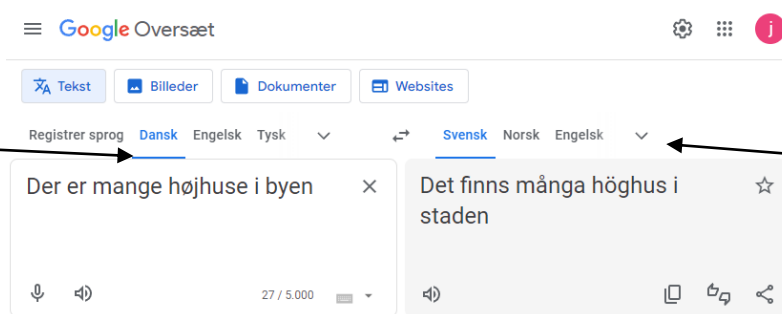 Google Oversæt
j
Tekst Billeder Dokumenter Websites
Registrer sprog Dansk Engelsk Tysk Svensk Norsk Engelsk
Der er mange højhuse i byen
Det finns många höghus i
staden
27 / 5.000